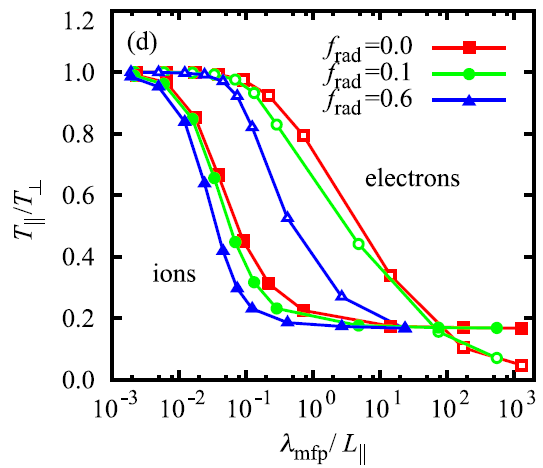 (d)
f_rad=0.0
f_rad=0.1
f_rad=0.6
electrons
ions
T_∥/T_⊥
1.2
1.0
0.8
0.6
0.4
0.2
0.0
10^-3 10^-2 10^-1 10^0 10^1 10^2 10^3
λ_mfp/ L_∥